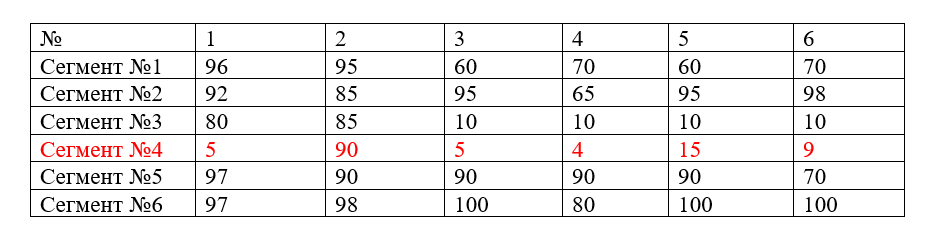 № 1 2 3 4 5 6
Сегмент №1 96 95 60 70 60 70
Сегмент №2 92 85 95 65 95 98
Сегмент №3 80 85 10 10 10 10
Сегмент №4 5 90 5 4 15 9
Сегмент №5 97 90 90 90 90 70
Сегмент №6 97 98 100 80 100 100